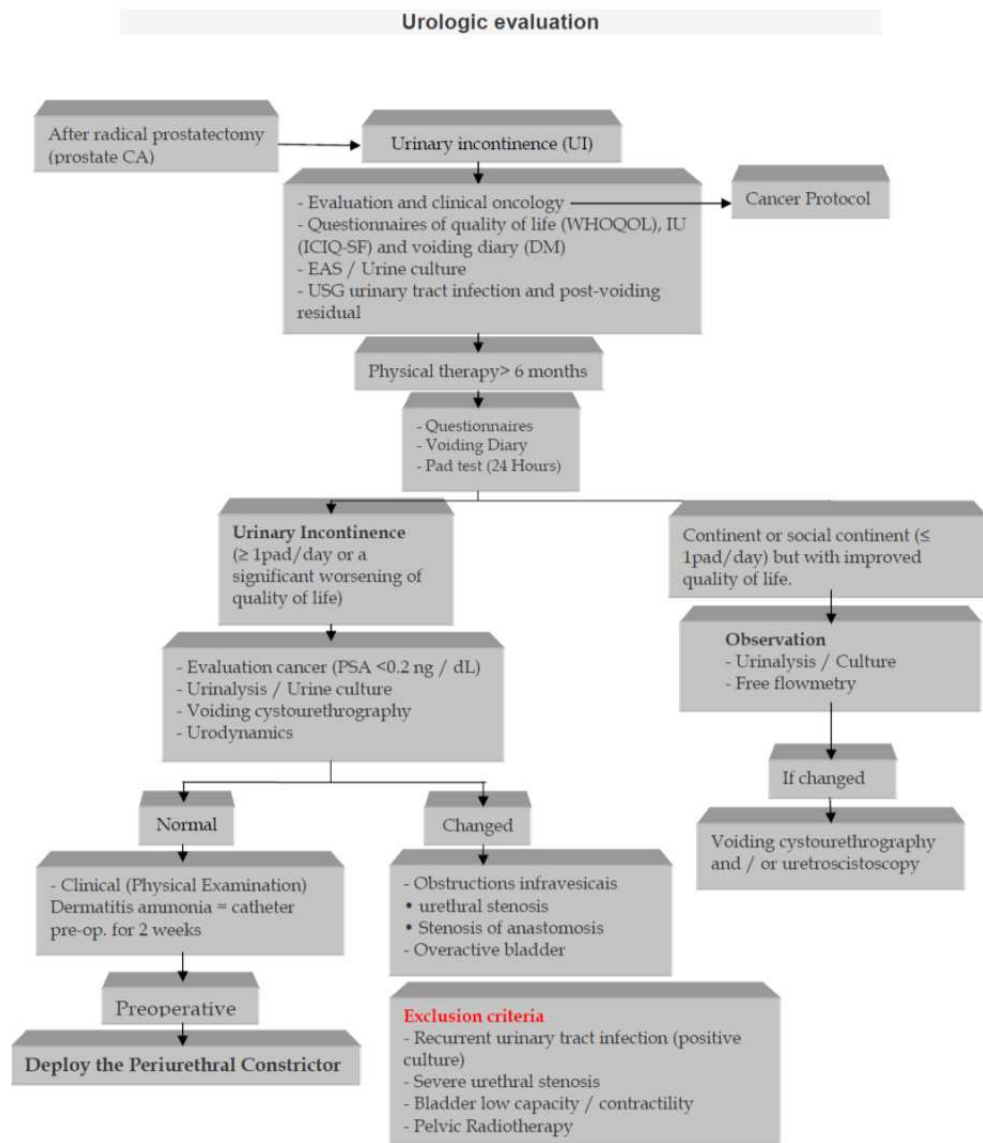 Urologic evaluation
After radical prostatectomy
(prostate CA)
Urinary incontinence (UI)
- Evaluation and clinical oncology
- Questionnaires of quality of life (WHOQOL), IU
(ICIQ-SF) and voiding diary (DM)
- EAS / Urine culture
- USG urinary tract infection and post-voiding
residual
Cancer Protocol
Physical therapy> 6 months
- Questionnaires
- Voiding Diary
- Pad test (24 Hours)
Urinary Incontinence
(≥ 1pad/day or a
significant worsening of
quality of life)
Continent or social continent (≤
1pad/day) but with improved
quality of life.
- Evaluation cancer (PSA <0.2 ng / dL)
- Urinalysis / Urine culture
- Voiding cystourethrography
- Urodynamics
Observation
- Urinalysis / Culture
- Free flowmetry
Normal
Changed
If changed
- Clinical (Physical Examination)
Dermatitis ammonia = catheter
pre-op. for 2 weeks
- Obstructions infravesicais
• urethral stenosis
• Stenosis of anastomosis
- Overactive bladder
Voiding cystourethrography
and / or uretroscistoscopy
Preoperative
Deploy the Periurethral Constrictor
Exclusion criteria
- Recurrent urinary tract infection (positive
culture)
- Severe urethral stenosis
- Bladder low capacity / contractility
- Pelvic Radiotherapy